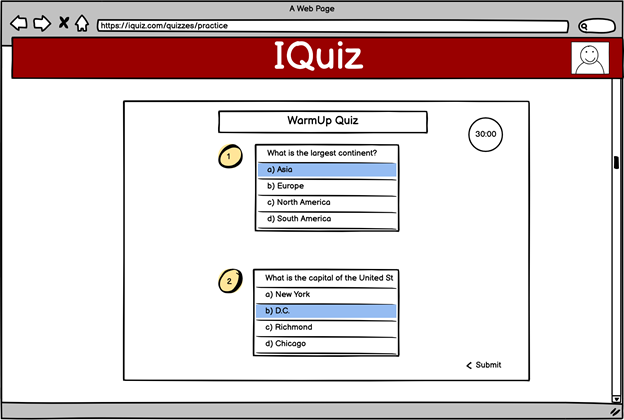 A Web Page
https://iquiz.com/quizzes/practice
IQuiz
WarmUp Quiz
30:00
1
What is the largest continent?
a) Asia
b) Europe
c) North America
d) South America
2
What is the capital of the United St
a) New York
b) D.C.
c) Richmond
d) Chicago
< Submit